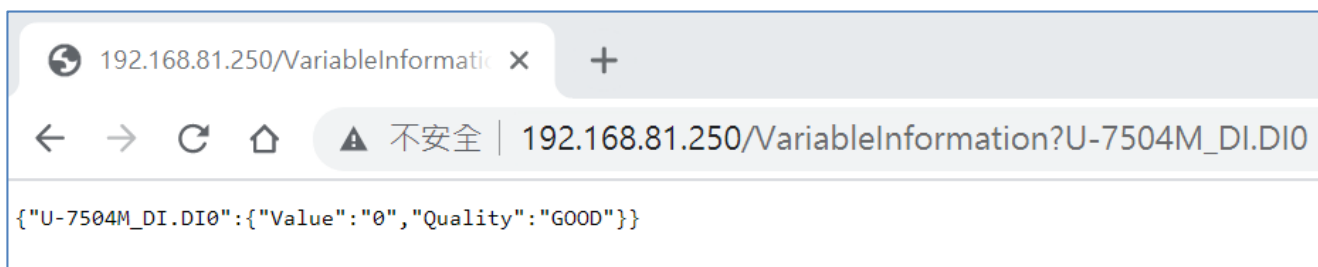 192.168.81.250/VariableInformatic
不安全 192.168.81.250/VariableInformation?U-7504M_DI.DI0
{"U-7504M_DI.DI0":{"Value":"0","Quality":"GOOD"}}